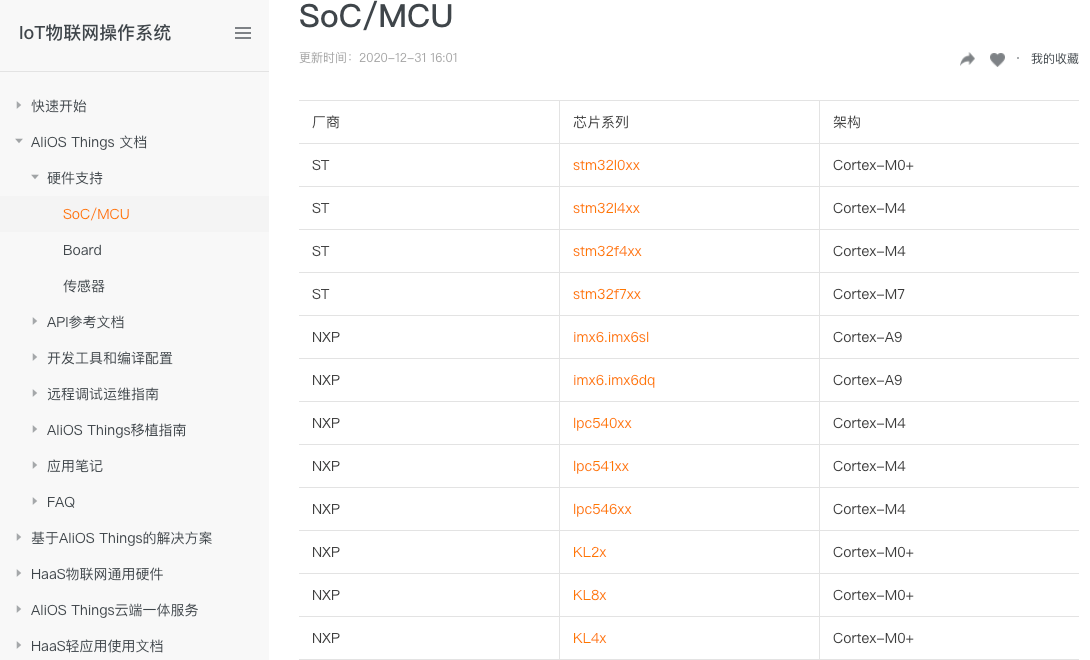 IoT物联网操作系统
快速开始
AliOS Things 文档
硬件支持
SoC/MCU
Board
传感器
API参考文档
开发工具和编译配置
远程调试运维指南
AliOS Things移植指南
应用笔记
FAQ
基于AliOS Things的解决方案
HaaS物联网通用硬件
AliOS Things云端一体服务
HaaS轻应用使用文档
SoC/MCU
更新时间：2020-12-31 16:01
· 我的收藏
厂商 芯片系列 架构
ST stm32l0xx Cortex-M0+
ST stm32l4xx Cortex-M4
ST stm32f4xx Cortex-M4
ST stm32f7xx Cortex-M7
NXP imx6.imx6sl Cortex-A9
NXP imx6.imx6dq Cortex-A9
NXP lpc540xx Cortex-M4
NXP lpc541xx Cortex-M4
NXP lpc546xx Cortex-M4
NXP KL2x Cortex-M0+
NXP KL8x Cortex-M0+
NXP KL4x Cortex-M0+